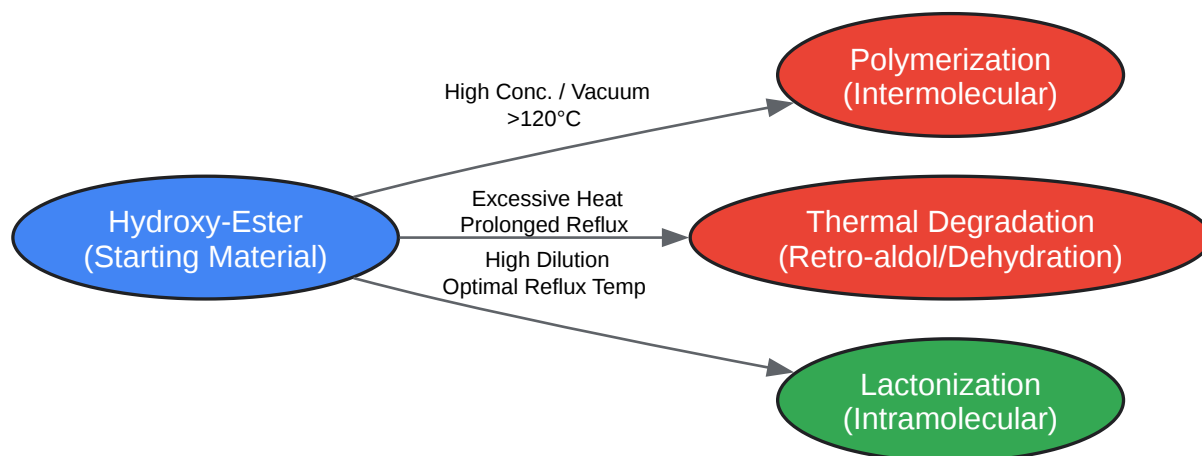 Polymerization
(Intermolecular)
High Conc. / Vacuum
>120°C
Hydroxy-Ester
(Starting Material)
Excessive Heat
Prolonged Reflux
Thermal Degradation
(Retro-aldol/Dehydration)
High Dilution
Optimal Reflux Temp
Lactonization
(Intramolecular)